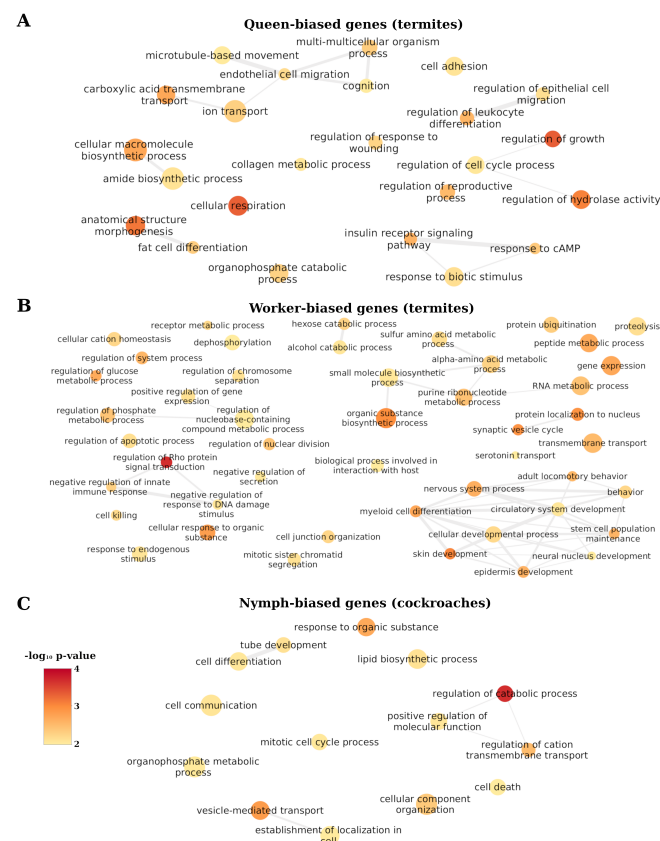 A
Queen-biased genes (termites)
multi-multicellular organism
process
microtubule-based movement
cell adhesion
endothelial cell migration
cognition
carboxylic acid transmembrane
transport
regulation of epithelial cell
migration
ion transport
regulation of leukocyte
differentiation
regulation of growth
regulation of response to
wounding
cellular macromolecule
biosynthetic process
collagen metabolic process
regulation of cell cycle process
amide biosynthetic process
regulation of reproductive
process
regulation of hydrolase activity
cellular respiration
anatomical structure
morphogenesis
insulin receptor signaling
pathway
fat cell differentiation
response to cAMP
organophosphate catabolic
process
response to biotic stimulus
B
Worker-biased genes (termites)
receptor metabolic process
hexose catabolic process
protein ubiquitination
proteolysis
cellular cation homeostasis
dephosphorylation
sulfur amino acid metabolic
process
peptide metabolic process
alcohol catabolic process
regulation of system process
alpha-amino acid metabolic
process
gene expression
regulation of glucose
metabolic process
regulation of chromosome
separation
small molecule biosynthetic
process
RNA metabolic process
positive regulation of gene
expression
purine ribonucleotide
metabolic process
regulation of phosphate
metabolic process
regulation of
nucleobase-containing
compound metabolic process
organic substance
biosynthetic process
protein localization to nucleus
synaptic vesicle cycle
regulation of apoptotic process
regulation of nuclear division
transmembrane transport
serotonin transport
regulation of Rho protein
signal transduction
biological process involved in
interaction with host
negative regulation of
secretion
adult locomotory behavior
negative regulation of innate
immune response
nervous system process
behavior
negative regulation of
response to DNA damage
stimulus
myeloid cell differentiation
circulatory system development
cell killing
cellular response to organic
substance
cell junction organization
cellular developmental process
stem cell population
maintenance
response to endogenous
stimulus
mitotic sister chromatid
segregation
skin development
neural nucleus development
epidermis development
C
Nymph-biased genes (cockroaches)
response to organic substance
tube development
cell differentiation
lipid biosynthetic process
-log₁₀ p-value
4
3
2
regulation of catabolic process
cell communication
positive regulation of
molecular function
mitotic cell cycle process
regulation of cation
transmembrane transport
organophosphate metabolic
process
cell death
vesicle-mediated transport
cellular component
organization
establishment of localization in
cell